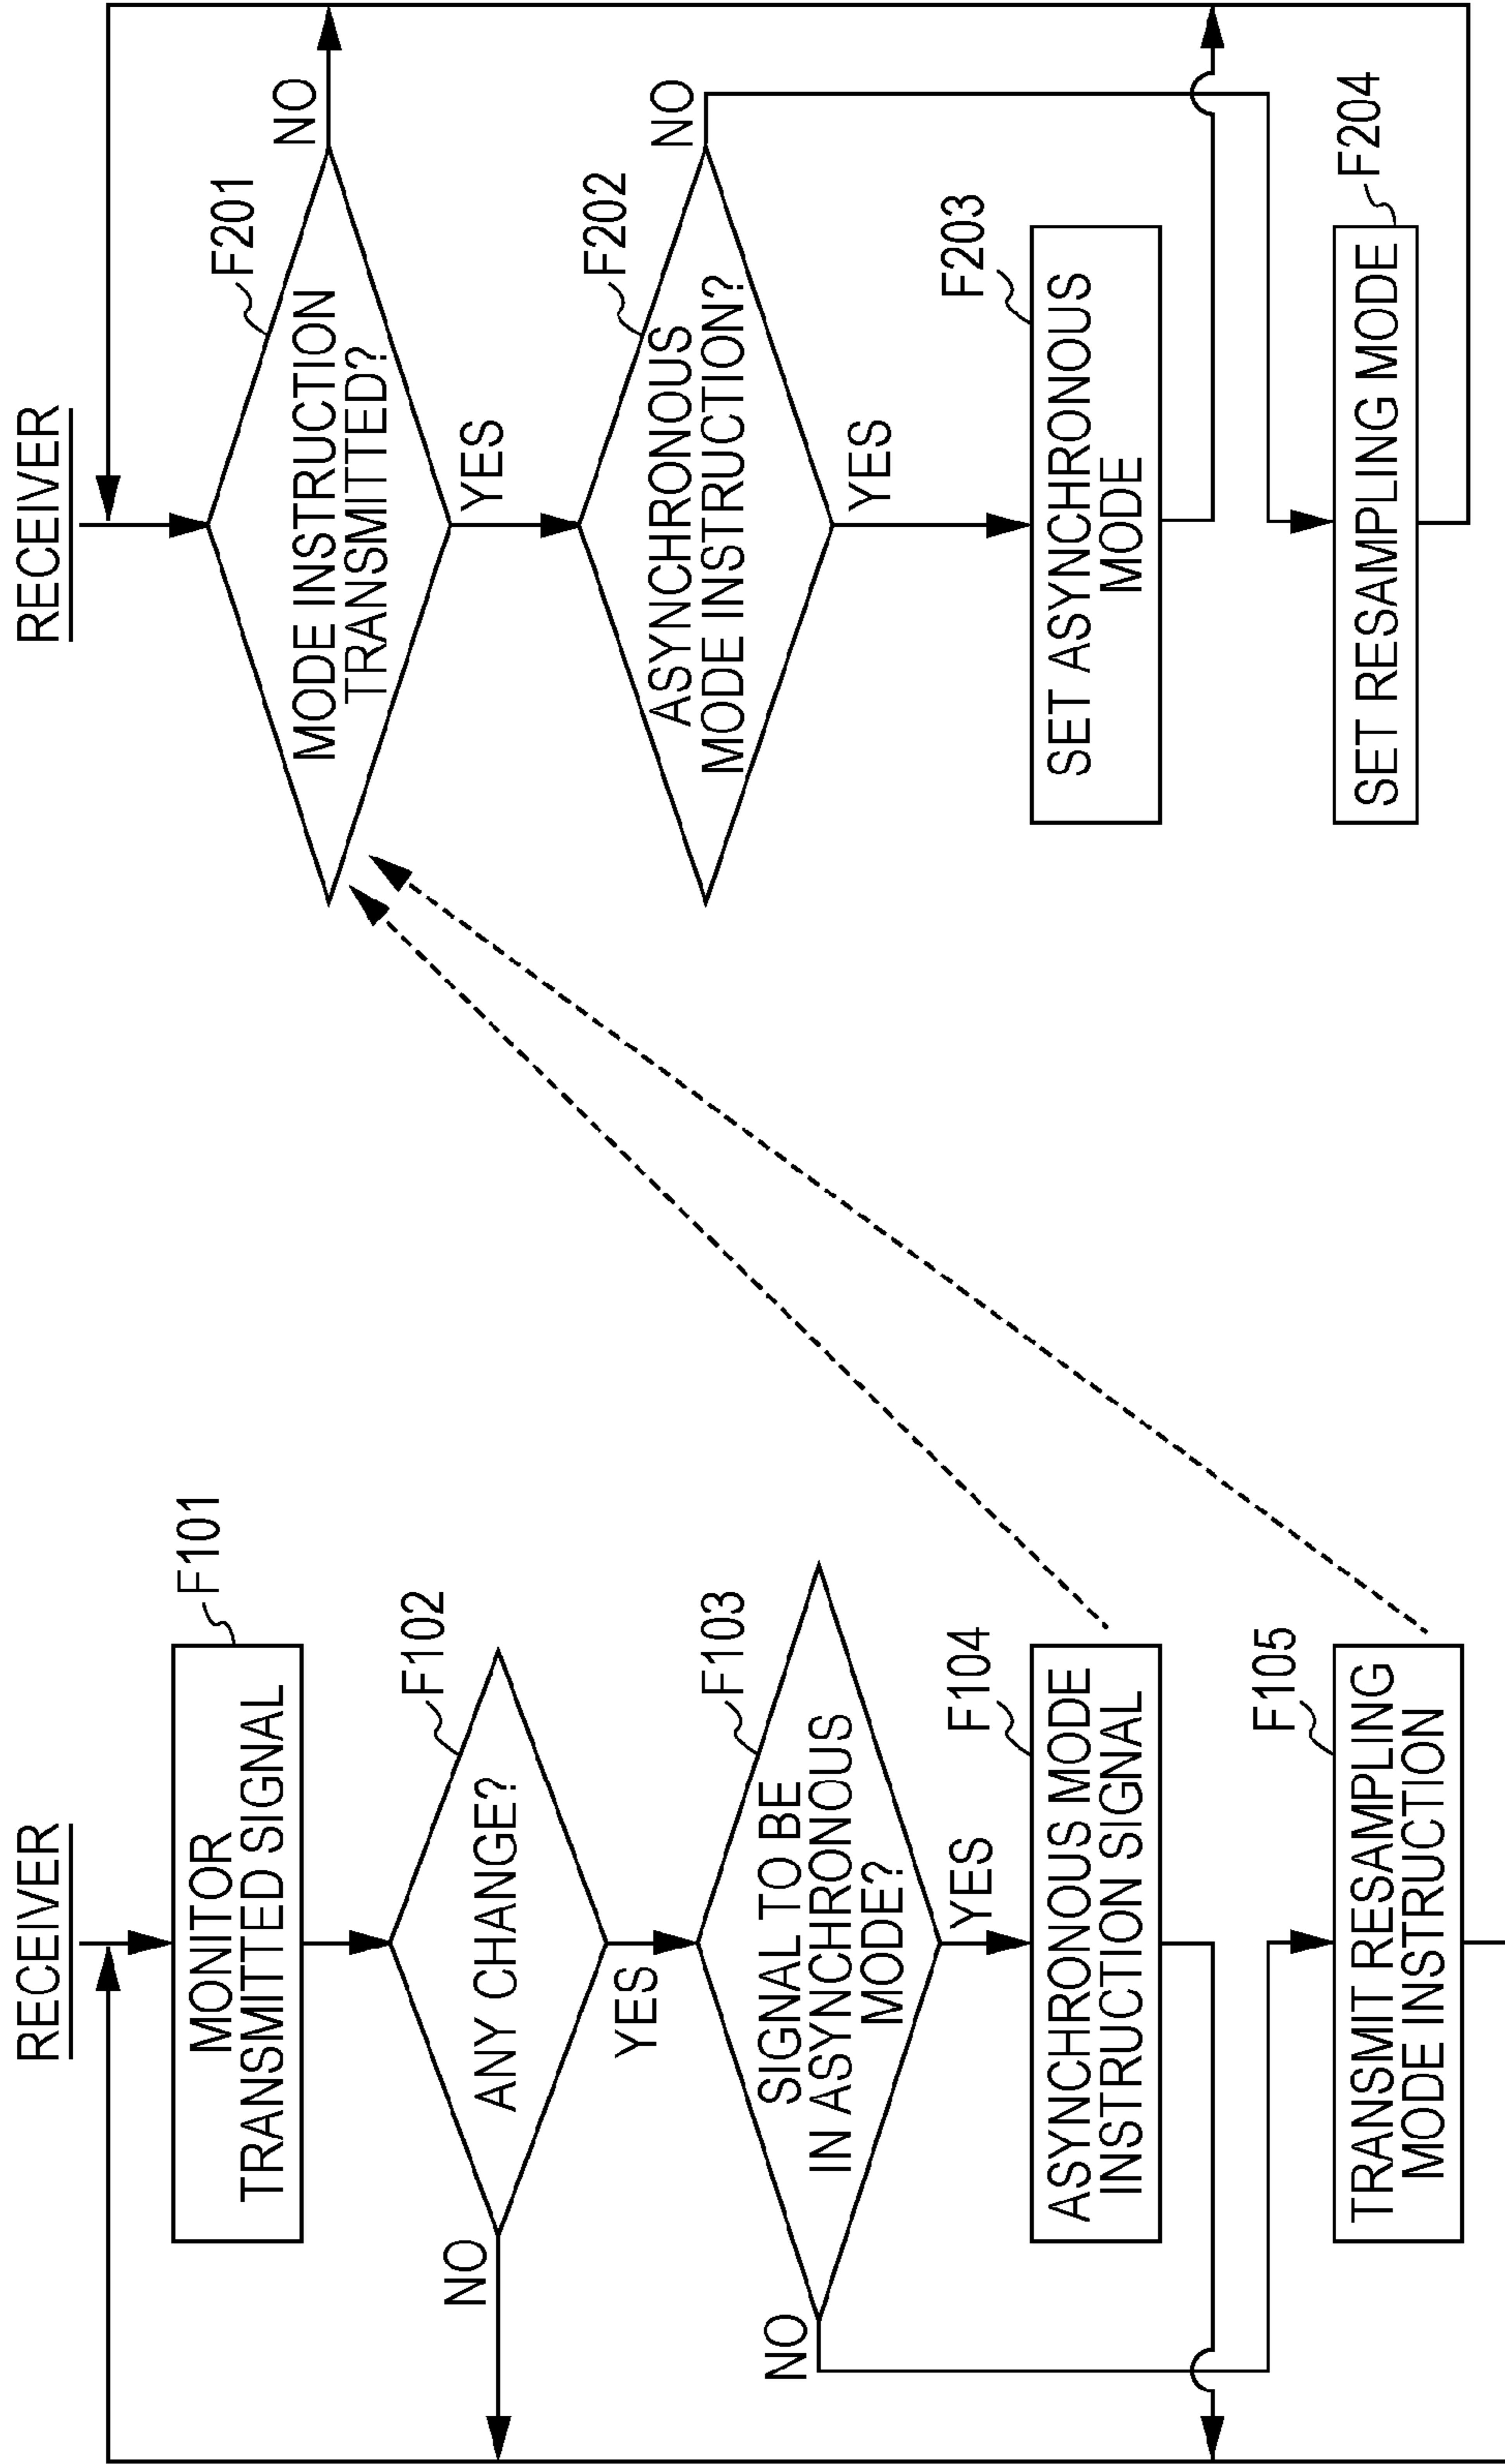 RECEIVER
F101
MONITOR
TRANSMITTED SIGNAL
F102
ANY CHANGE?
NO
YES
F103
SIGNAL TO BE
IN ASYNCHRONOUS
MODE?
NO
YES
F104
ASYNCHRONOUS MODE
INSTRUCTION SIGNAL
F105
TRANSMIT RESAMPLING
MODE INSTRUCTION
RECEIVER
F201
MODE INSTRUCTION
TRANSMITTED?
NO
YES
F202
ASYNCHRONOUS
MODE INSTRUCTION?
NO
YES
F203
SET ASYNCHRONOUS
MODE
F204
SET RESAMPLING MODE